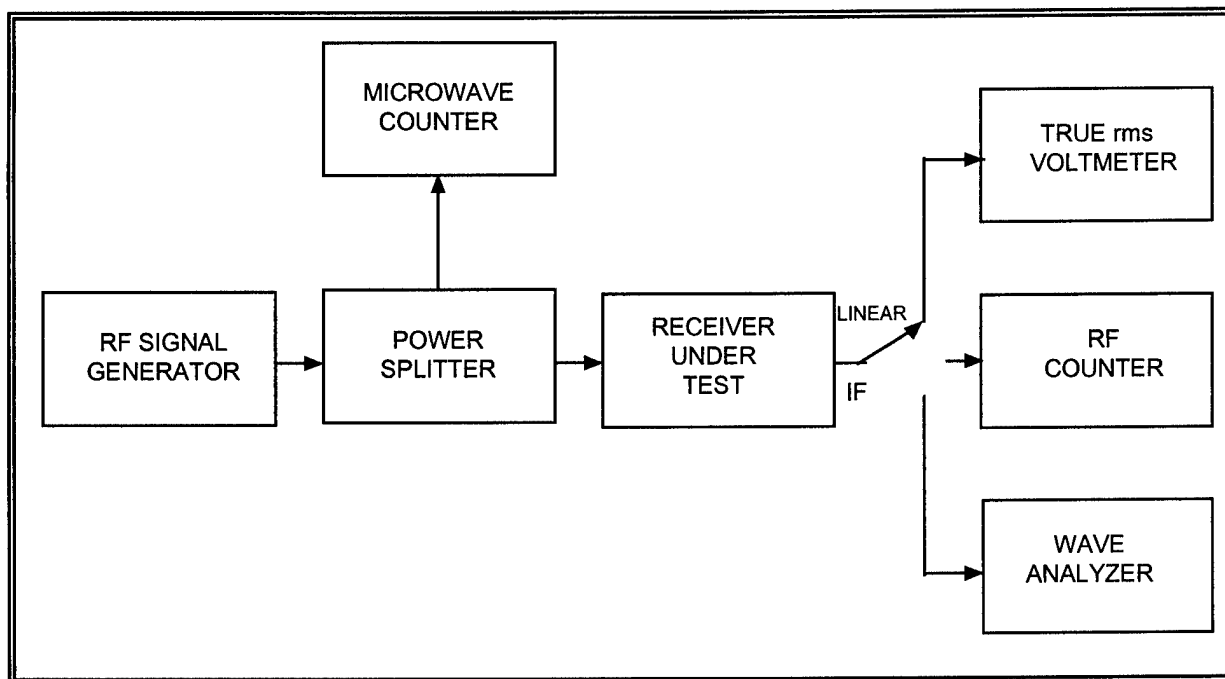 MICROWAVE
COUNTER
TRUE rms
VOLTMETER
RF SIGNAL
GENERATOR
POWER
SPLITTER
RECEIVER
UNDER
TEST
LINEAR
IF
RF
COUNTER
WAVE
ANALYZER